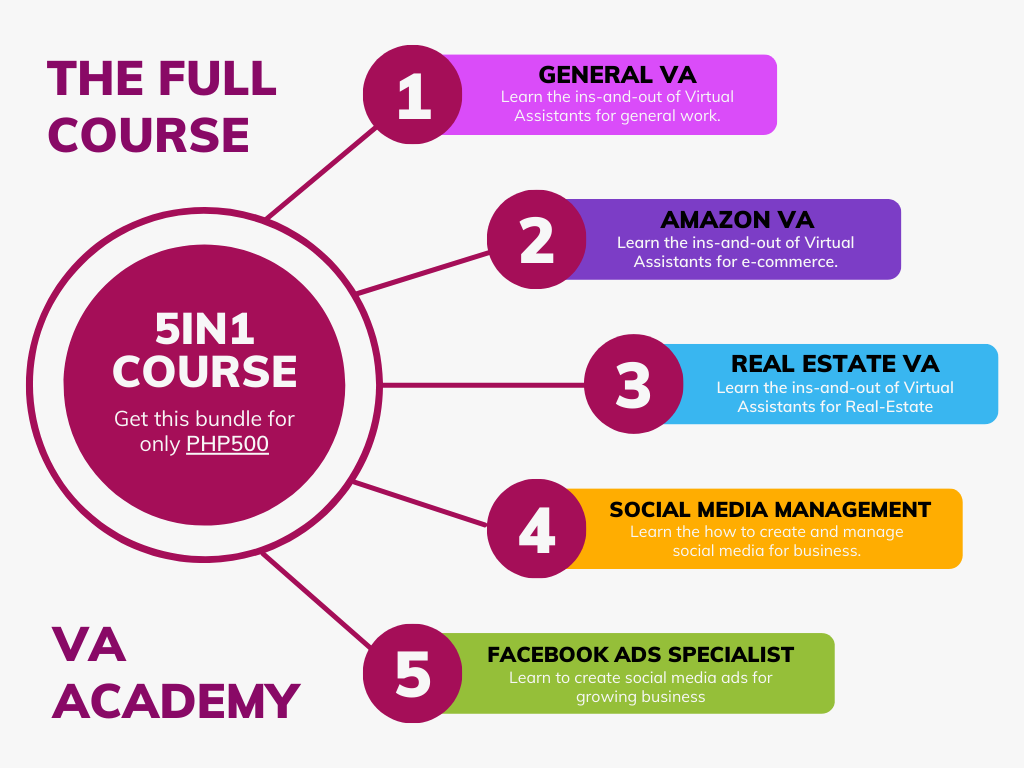 THE FULL
COURSE
5IN1
COURSE
Get this bundle for
only PHP500
1
GENERAL VA
Learn the ins-and-out of Virtual
Assistants for general work.
2
AMAZON VA
Learn the ins-and-out of Virtual
Assistants for e-commerce.
3
REAL ESTATE VA
Learn the ins-and-out of Virtual
Assistants for Real-Estate
4
SOCIAL MEDIA MANAGEMENT
Learn the how to create and manage
social media for business.
5
FACEBOOK ADS SPECIALIST
Learn to create social media ads for
growing business
VA
ACADEMY